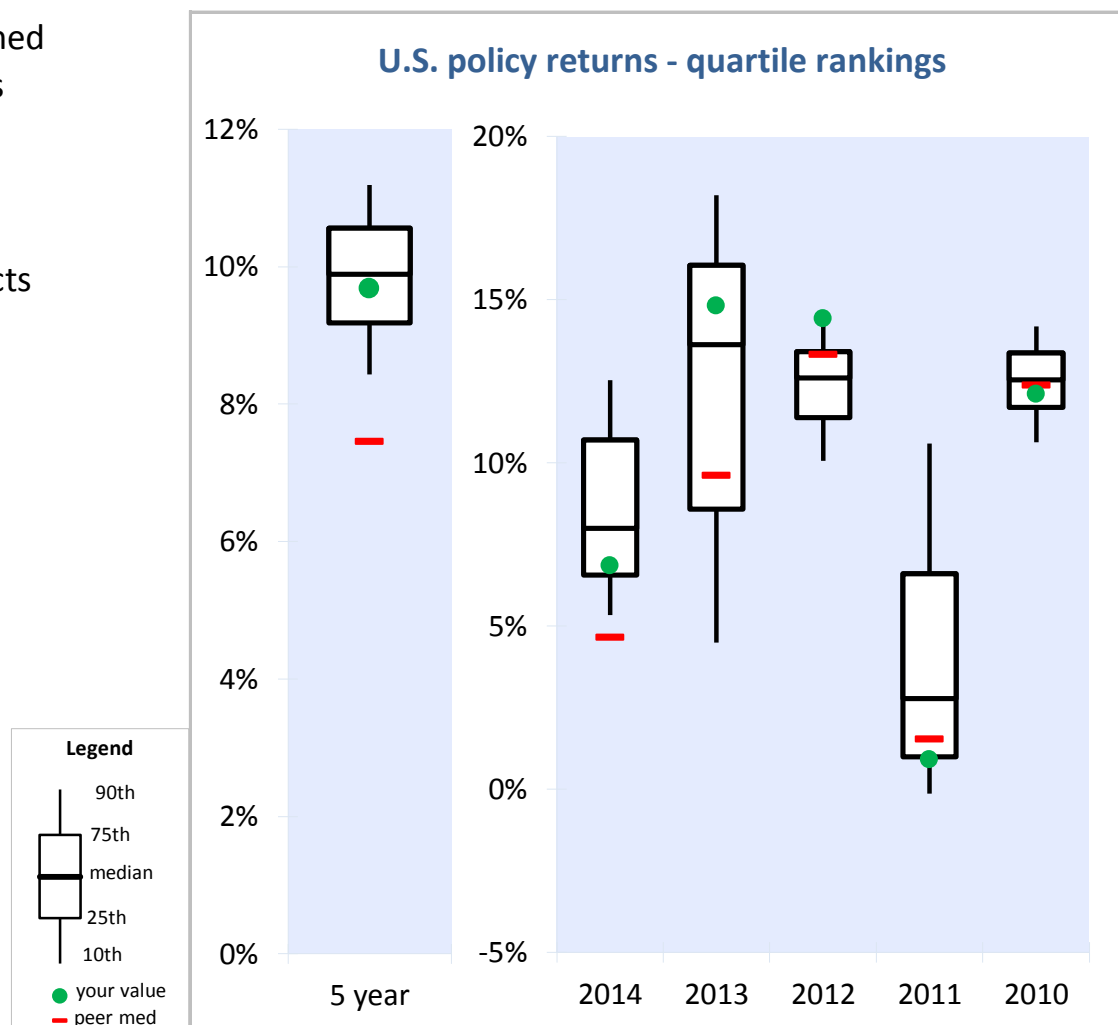 ned
s
cts
U.S. policy returns - quartile rankings
12%
10%
8%
6%
4%
2%
0%
5 year
20%
15%
10%
5%
0%
-5%
2014 2013 2012 2011 2010
Legend
90th
75th
median
25th
10th
your value
peer med